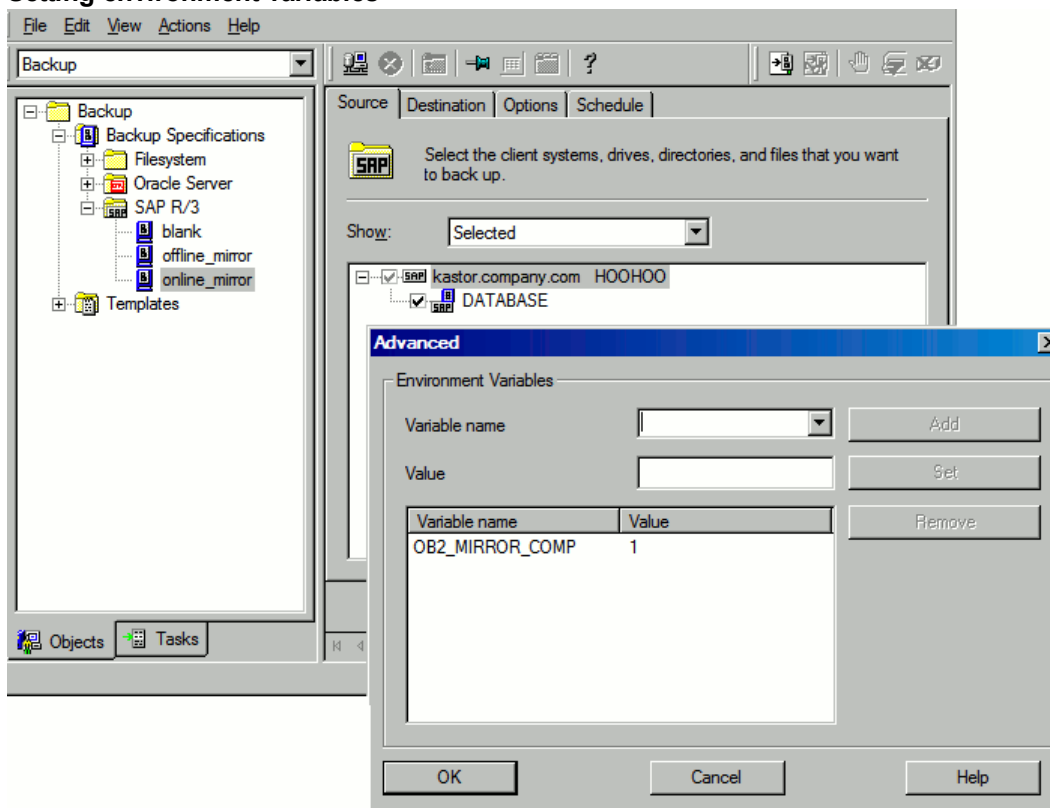 Setting environment variables
File Edit View Actions Help
Backup
Source Destination Options Schedule
Backup
Backup Specifications
Filesystem
Oracle Server
SAP R/3
blank
offline_mirror
online_mirror
Templates
SAP
Select the client systems, drives, directories, and files that you want
to back up.
Show: Selected
SAP kastor.company.com HOOHOO
SAP DATABASE
Objects Tasks
Advanced
Environment Variables
Variable name Add
Value Set
Variable name Value Remove
OB2_MIRROR_COMP 1
OK Cancel Help